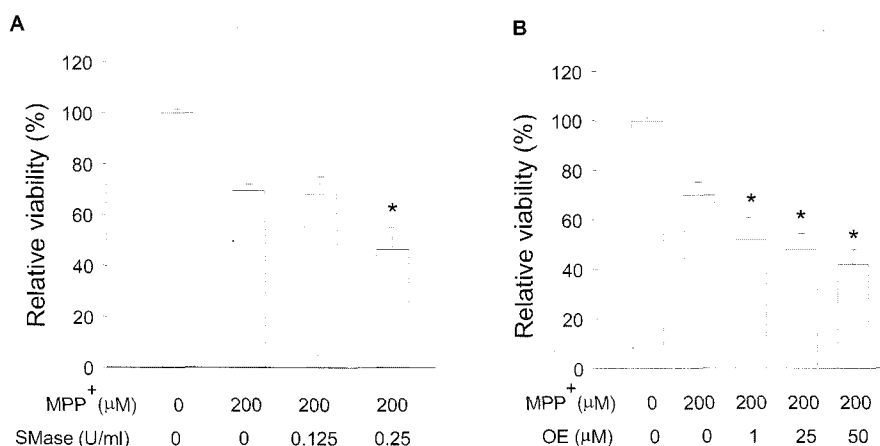 A
Relative viability (%)
120
100
80
60
40
20
0
*
MPP+ (μM) 0 200 200 200
SMase (U/ml) 0 0 0.125 0.25
B
Relative viability (%)
120
100
80
60
40
20
0
* * *
MPP+ (μM) 0 200 200 200 200
OE (μM) 0 0 1 25 50